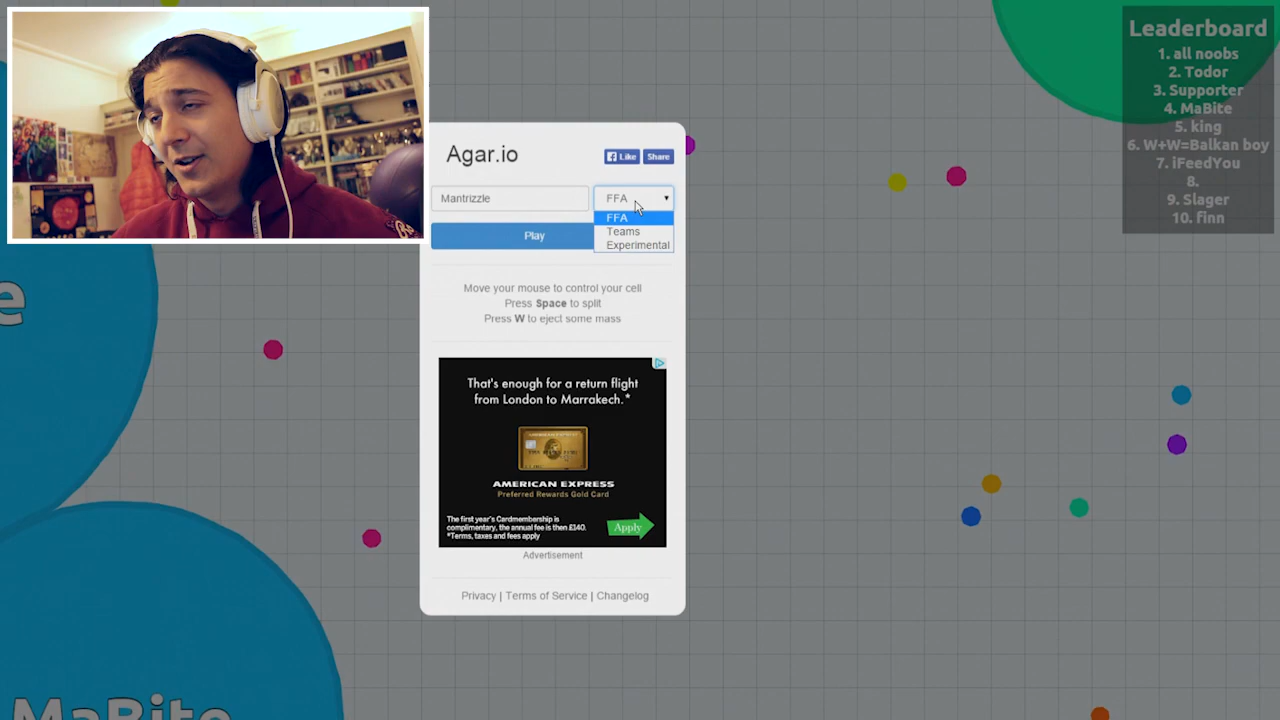 Leaderboard
1. all noobs
2. Todor
3. Supporter
4. MaBite
5. king
6. W+W=Balkan boy
7. iFeedYou
8.
9. Slager
10. finn
Agar.io
Like
Share
Mantrizzle
FFA
FFA
Teams
Experimental
Play
Move your mouse to control your cell
Press Space to split
Press W to eject some mass
That's enough for a return flight
from London to Marrakech.*
AMERICAN EXPRESS
Preferred Rewards Gold Card
The first year's Cardmembership is
complimentary, the annual fee is then £140.
*Terms, taxes and fees apply
Apply
Advertisement
Privacy | Terms of Service | Changelog
e
MaBite